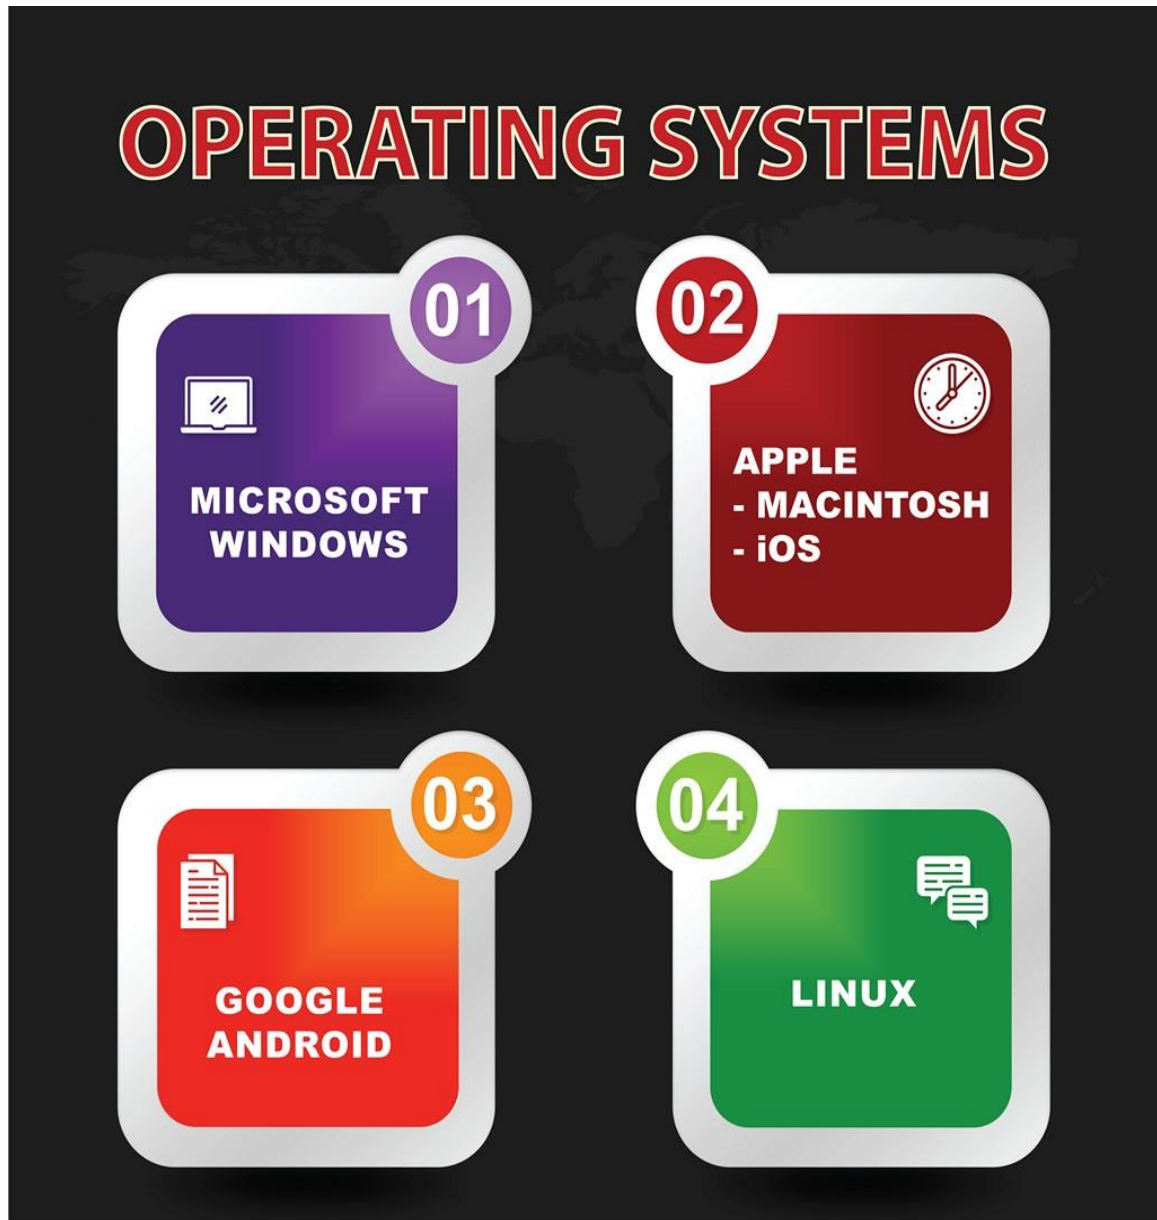 OPERATING SYSTEMS
01
MICROSOFT
WINDOWS
02
APPLE
- MACINTOSH
- iOS
03
GOOGLE
ANDROID
04
LINUX